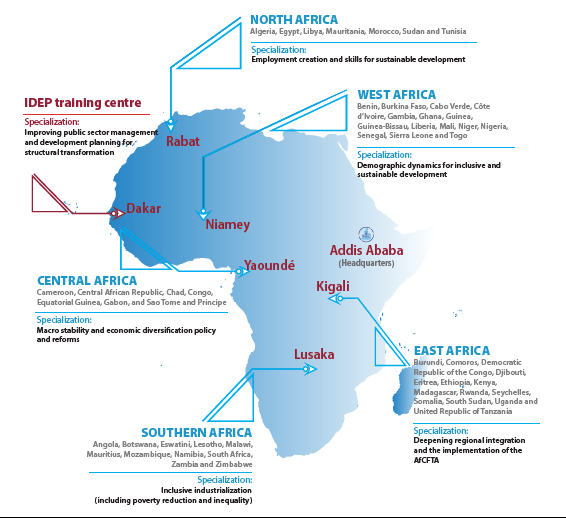 NORTH AFRICA
Algeria, Egypt, Libya, Mauritania, Morocco, Sudan and Tunisia
Specialization:
Employment creation and skills for sustainable development
IDEP training centre
Specialization:
Improving public sector management
and development planning for
structural transformation
WEST AFRICA
Benin, Burkina Faso, Cabo Verde, Côte
d'Ivoire, Gambia, Ghana, Guinea,
Guinea-Bissau, Liberia, Mali, Niger, Nigeria,
Senegal, Sierra Leone and Togo
Specialization:
Demographic dynamics for inclusive and
sustainable development
Rabat
Dakar
Niamey
Addis Ababa
(Headquarters)
Yaoundé
Kigali
Lusaka
CENTRAL AFRICA
Cameroon, Central African Republic, Chad, Congo,
Equatorial Guinea, Gabon, and Sao Tome and Principe
Specialization:
Macro stability and economic diversification policy
and reforms
EAST AFRICA
Burundi, Comoros, Democratic
Republic of the Congo, Djibouti,
Eritrea, Ethiopia, Kenya,
Madagascar, Rwanda, Seychelles,
Somalia, South Sudan, Uganda and
United Republic of Tanzania
Specialization:
Deepening regional integration
and the implementation of the
AfCFTA
SOUTHERN AFRICA
Angola, Botswana, Eswatini, Lesotho, Malawi,
Mauritius, Mozambique, Namibia, South Africa,
Zambia and Zimbabwe
Specialization:
Inclusive industrialization
(including poverty reduction and inequality)